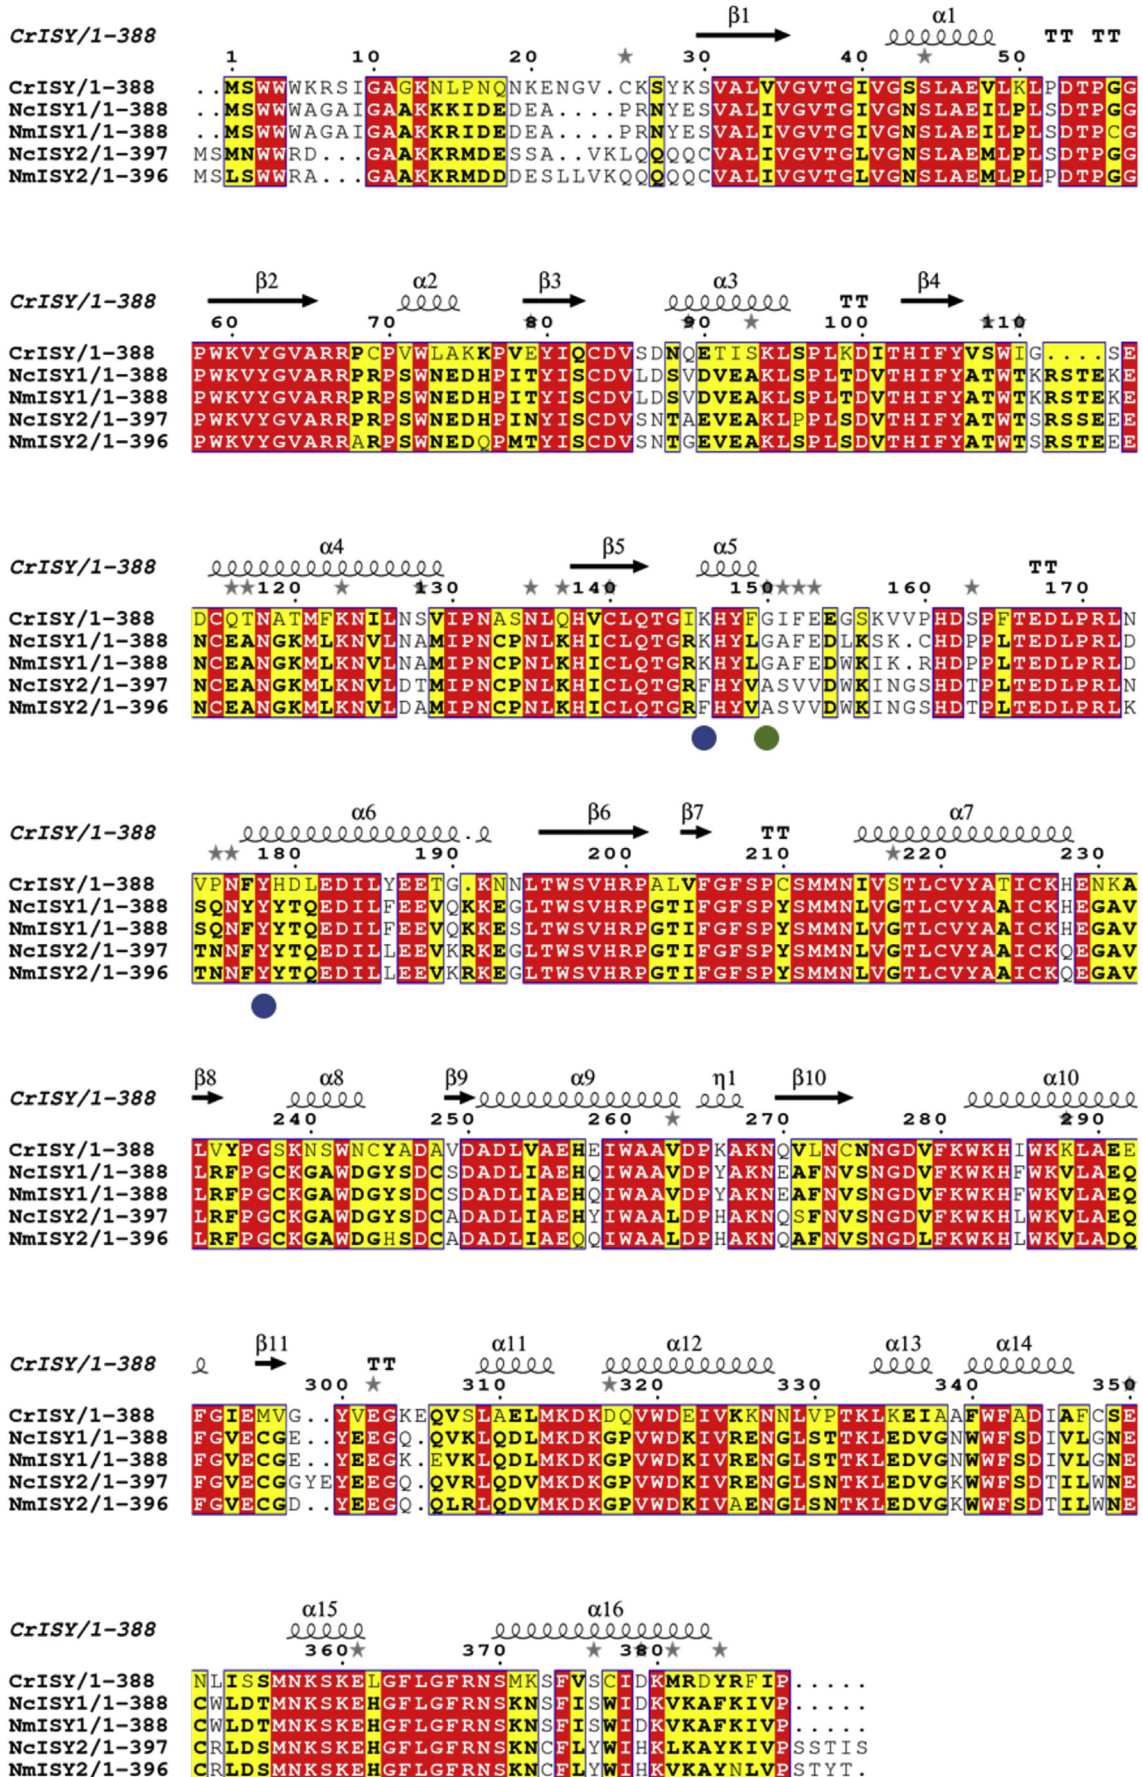 β1 α1
CrISY/1-388 TT TT
1 10 20 30 40 50
CrISY/1-388 ..MSWWWKRSIGAGKNLPNQNKENGV.CKSYKSVALVVGVTGIVGSSLAEVLKLPDTPGG
NcISY1/1-388 ..MSWWWAGAIGAAKKKIDEDEA....PRNYESVALIVGVTGIVGNSLAEILPLSDTPGG
NmISY1/1-388 ..MSWWWAGAIGAAKKRIDEDEA....PRNYESVALIVGVTGIVGNSLAEILPLSDTPCG
NcISY2/1-397 MSMNWWRD...GAAKKRMDESSA..VKLQQQQCVALIVGVTGLVGNSLAEMLPLSDTPGG
NmISY2/1-396 MSLSWWRA...GAAKKRMDDDESLLVKQQQQQCVALIVGVTGLVGNSLAEMLPLPDTPGG
β2 α2 β3 α3 β4
CrISY/1-388 TT
60 70 80 90 100 110
CrISY/1-388 PWKVYGVARRPCPVWLAKKPVEYIQCDVSDNQETISKLSPLKDITHIFYVSWIG....SE
NcISY1/1-388 PWKVYGVARRPRPSWNEDHPITYISCDVLDSVDVEAKLSPLTDVTHIFYATWTKRSTEKE
NmISY1/1-388 PWKVYGVARRPRPSWNEDHPITYISCDVLDSVDVEAKLSPLTDVTHIFYATWTKRSTEKE
NcISY2/1-397 PWKVYGVARRPRPSWNEDHPINYISCDVSNTAEVEAKLPPLSDVTHIFYATWTSRSSEEE
NmISY2/1-396 PWKVYGVARRARPSWNEDQPMTYISCDVSNTGEVEAKLSPLSDVTHIFYATWTSRSTEEE
α4 β5 α5
CrISY/1-388 TT
120 130 140 150 160 170
CrISY/1-388 DCQTNATMFKNILNSVIPNASNLQHVCLQTGIKHYFGIFEEGSKVVPHDSPFTEDLPRLN
NcISY1/1-388 NCEANGKMLKNVLNAMIPNCPNLKHICLQTGRKHYLGAFEDLKSK.CHDPPLTEDLPRLD
NmISY1/1-388 NCEANGKMLKNVLNAMIPNCPNLKHICLQTGRKHYLGAFEDWKIK.RHDPPLTEDLPRLD
NcISY2/1-397 NCEANGKMLKNVLDTMIPNCPNLKHICLQTGRFHYVASVVDWKINGSHDTPLTEDLPRLN
NmISY2/1-396 NCEANGKMLKNVLDAMIPNCPNLKHICLQTGRFHYVASVVDWKINGSHDTPLTEDLPRLK
α6 β6 β7 α7
CrISY/1-388 . TT
180 190 200 210 220 230
CrISY/1-388 VPNFYHDLEDILYEETG.KNNLTWSVHRPALVFGFSPCSMMNIVSTLCVYATICKHENKA
NcISY1/1-388 SQNYYYTQEDILFEEVQKKEGLTWSVHRPGTIFGFSPYSMMNLVGTLCVYAAICKHEGAV
NmISY1/1-388 SQNFYYTQEDILFEEVQKKESLTWSVHRPGTIFGFSPYSMMNLVGTLCVYAAICKHEGAV
NcISY2/1-397 TNNFYYTQEDILLEEVKRKEGLTWSVHRPGTIFGFSPYSMMNLVGTLCVYAAICKQEGAV
NmISY2/1-396 TNNFYYTQEDILLEEVKRKEGLTWSVHRPGTIFGFSPYSMMNLVGTLCVYAAICKQEGAV
β8 α8 β9 α9 η1 β10 α10
CrISY/1-388
240 250 260 270 280 290
CrISY/1-388 LVYPGSKNSWNCYADAVDADLVAEHEIWAAVDPKAKNQVLNCNNGDVFKWKHIWKKLAEE
NcISY1/1-388 LRFPGCKGAWDGYSDCSDADLIAEHQIWAAVDPYAKNEAFNVSNGDVFKWKHFWKVLAEQ
NmISY1/1-388 LRFPGCKGAWDGYSDCSDADLIAEHQIWAAVDPYAKNEAFNVSNGDVFKWKHFWKVLAEQ
NcISY2/1-397 LRFPGCKGAWDGYSDCADADLIAEHYIWAALDPHAKNQSFNVSNGDVFKWKHLWKVLAEQ
NmISY2/1-396 LRFPGCKGAWDGHSDCADADLIAEQQIWAALDPHAKNQAFNVSNGDLFKWKHLWKVLADQ
β11 α11 α12 α13 α14
CrISY/1-388 TT
300 310 320 330 340 350
CrISY/1-388 FGIEMVG..YVEGKEQVSLAELMKDKDQVWDEIVKKNNLVPTKLKEIAAFWFADIAFCSE
NcISY1/1-388 FGVECGE..YEEGQ.QVKLQDLMKDKGPVWDKIVRENGLSTTKLEDVGNWWFSDIVLGNE
NmISY1/1-388 FGVECGE..YEEGK.EVKLQDLMKDKGPVWDKIVRENGLSTTKLEDVGNWWFSDIVLGNE
NcISY2/1-397 FGVECGGYEYEEGQ.QVRLQDVMKDKGPVWDKIVRENGLSNTKLEDVGKWWFSDTILWNE
NmISY2/1-396 FGVECGD..YEEGQ.QLRLQDVMKDKGPVWDKIVAENGLSNTKLEDVGKWWFSDTILWNE
α15 α16
CrISY/1-388
360 370 380
CrISY/1-388 NLISSMNKSKELGFLGFRNSMKSFVSCIDKMRDYRFIP.....
NcISY1/1-388 CWLDTMNKSKEHGFLGFRNSKNSFISWIDKVKAFKIVP.....
NmISY1/1-388 CWLDTMNKSKEHGFLGFRNSKNSFISWIDKVKAFKIVP.....
NcISY2/1-397 CRLDSMNKSKEHGFLGFRNSKNCFLYWIHKLKAYKIVPSSTIS
NmISY2/1-396 CRLDSMNKSKEHGFLGFRNSKNCFLYWIHKVKAYNLVPSTYT.